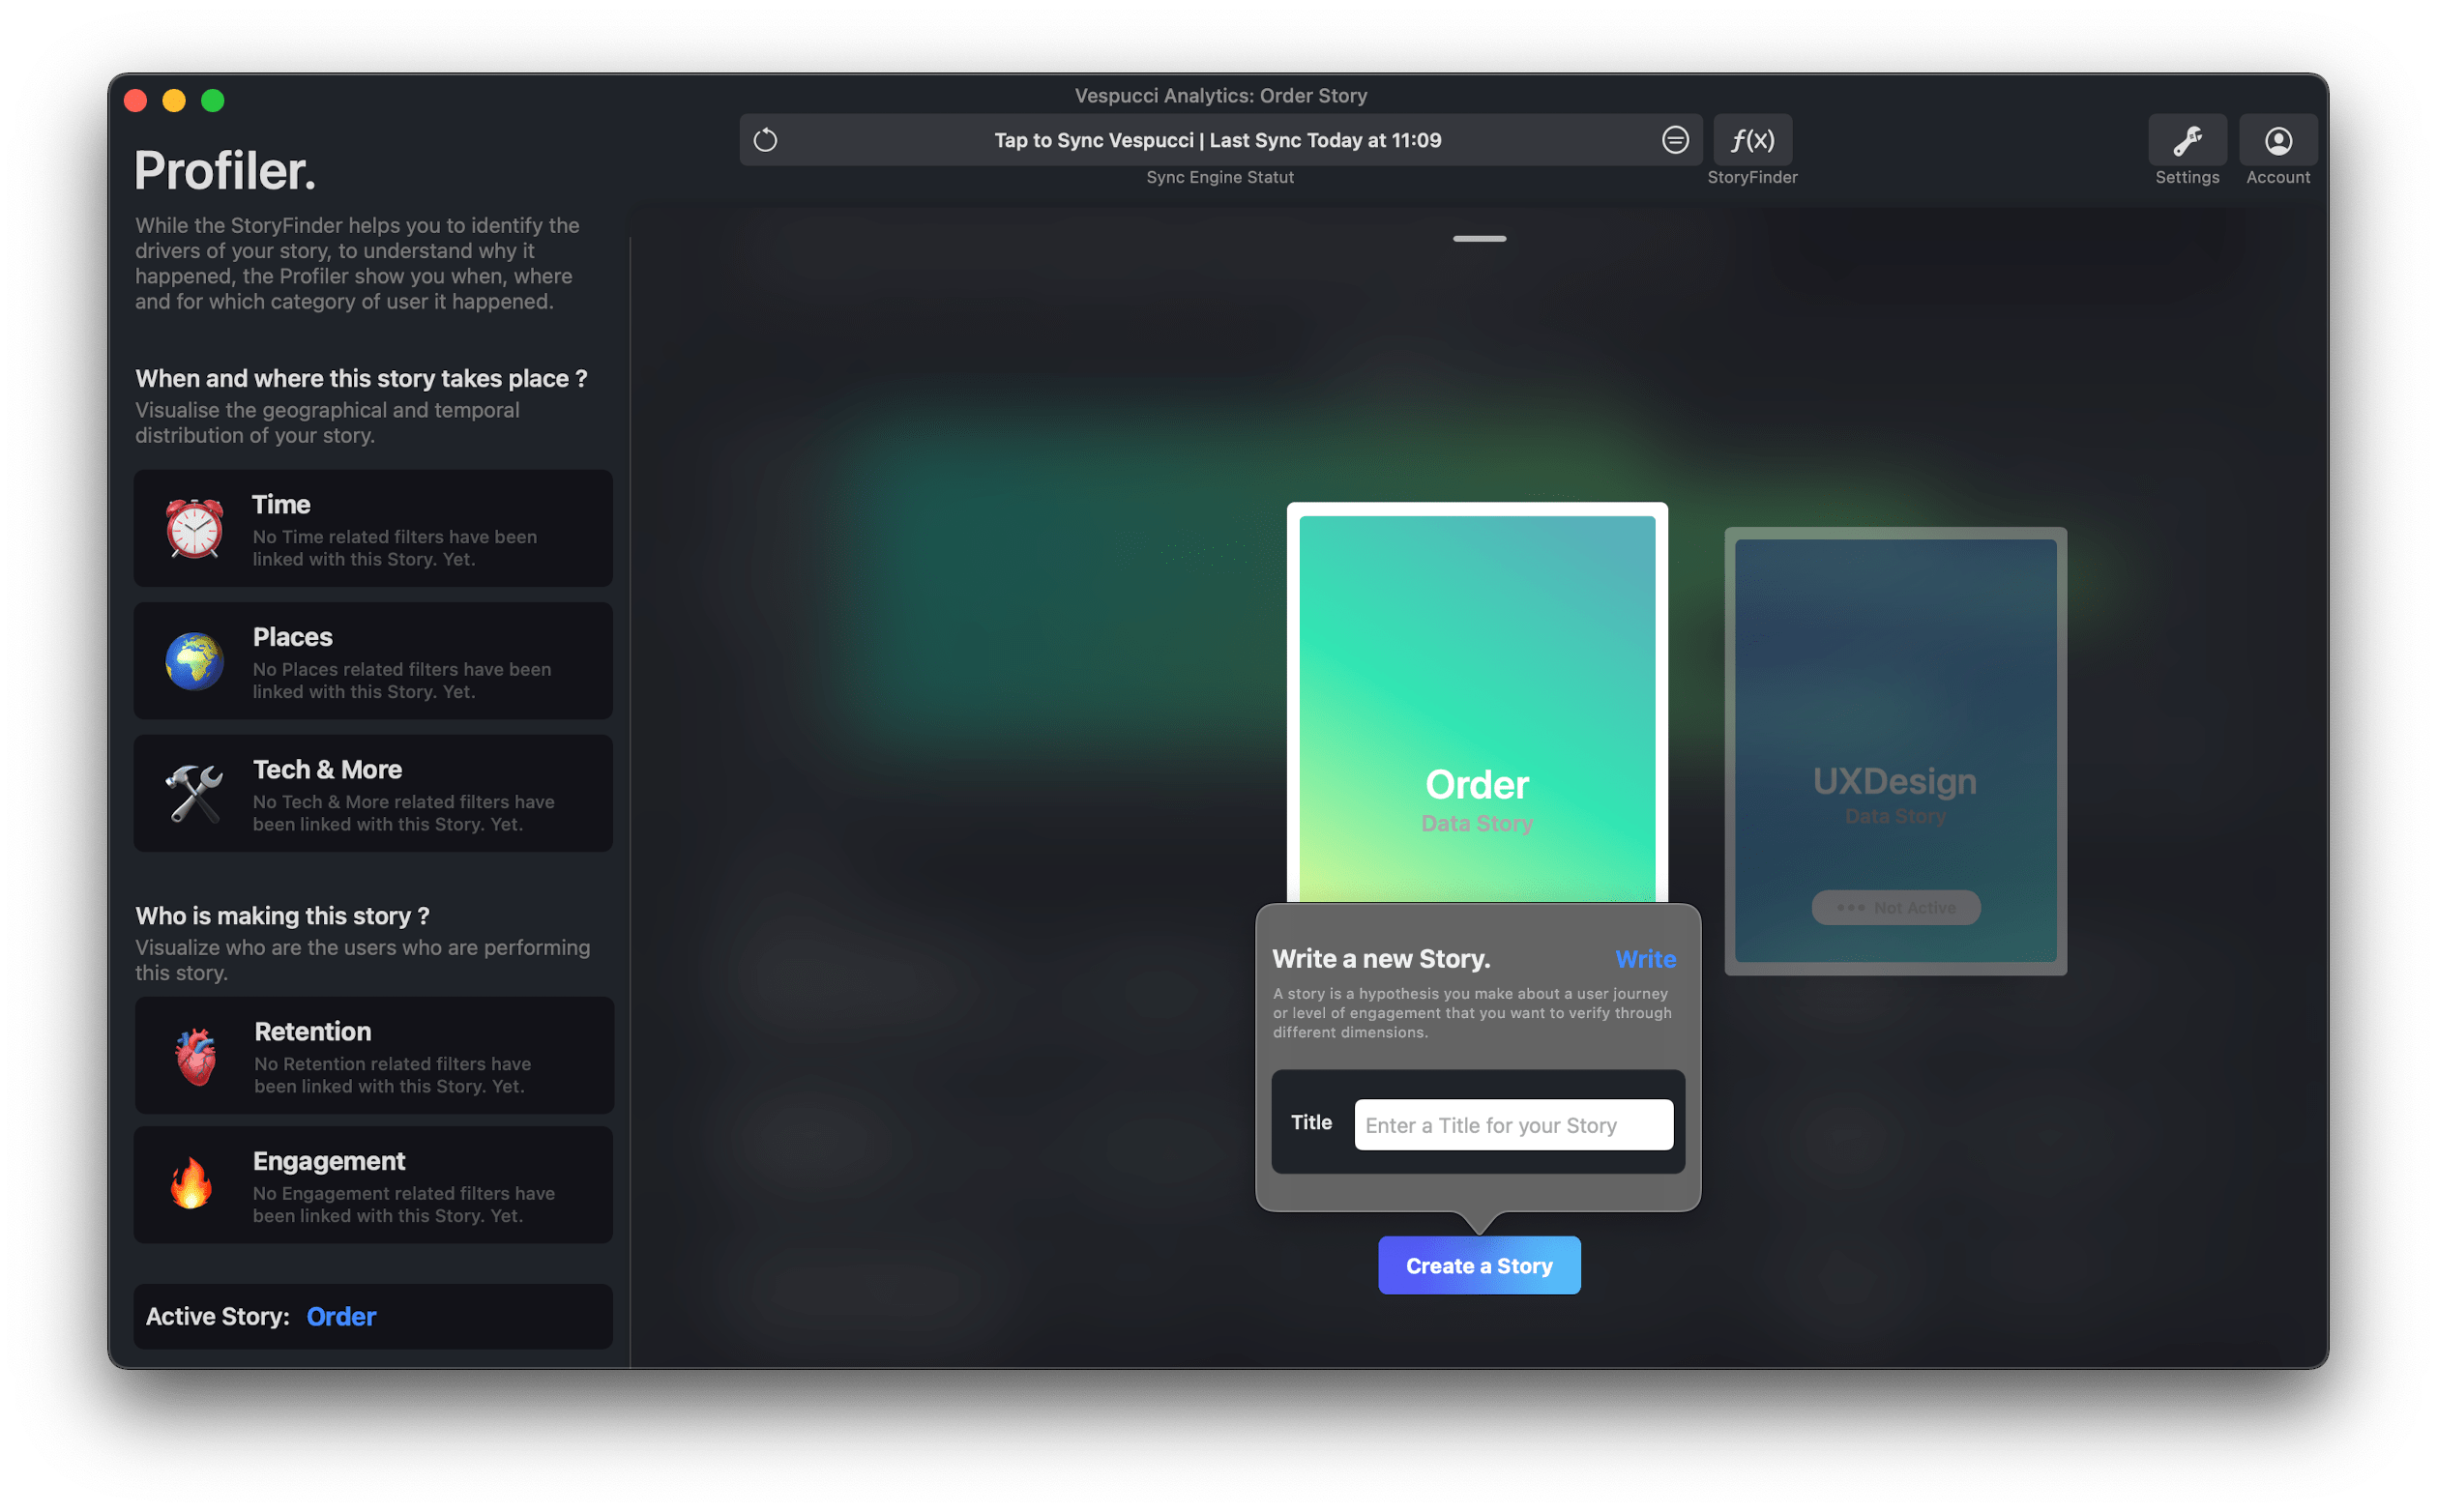 Vespucci Analytics: Order Story
Tap to Sync Vespucci | Last Sync Today at 11:09
Sync Engine Statut
ƒ(x)
StoryFinder
Settings
Account
Profiler.
While the StoryFinder helps you to identify the
drivers of your story, to understand why it
happened, the Profiler show you when, where
and for which category of user it happened.
When and where this story takes place ?
Visualise the geographical and temporal
distribution of your story.
Time
No Time related filters have been
linked with this Story. Yet.
Places
No Places related filters have been
linked with this Story. Yet.
Tech & More
No Tech & More related filters have
been linked with this Story. Yet.
Who is making this story ?
Visualize who are the users who are performing
this story.
Retention
No Retention related filters have
been linked with this Story. Yet.
Engagement
No Engagement related filters have
been linked with this Story. Yet.
Active Story: Order
Order
Data Story
UXDesign
Data Story
••• Not Active
Write a new Story. Write
A story is a hypothesis you make about a user journey
or level of engagement that you want to verify through
different dimensions.
Title Enter a Title for your Story
Create a Story